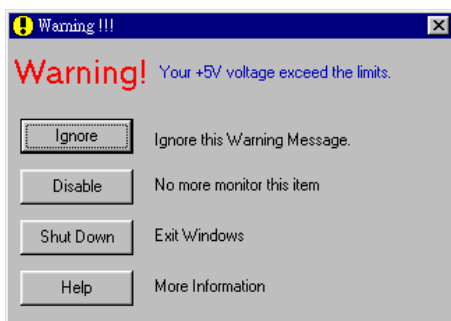 Warning !!!
Warning! Your +5V voltage exceed the limits.
Ignore Ignore this Warning Message.
Disable No more monitor this item
Shut Down Exit Windows
Help More Information